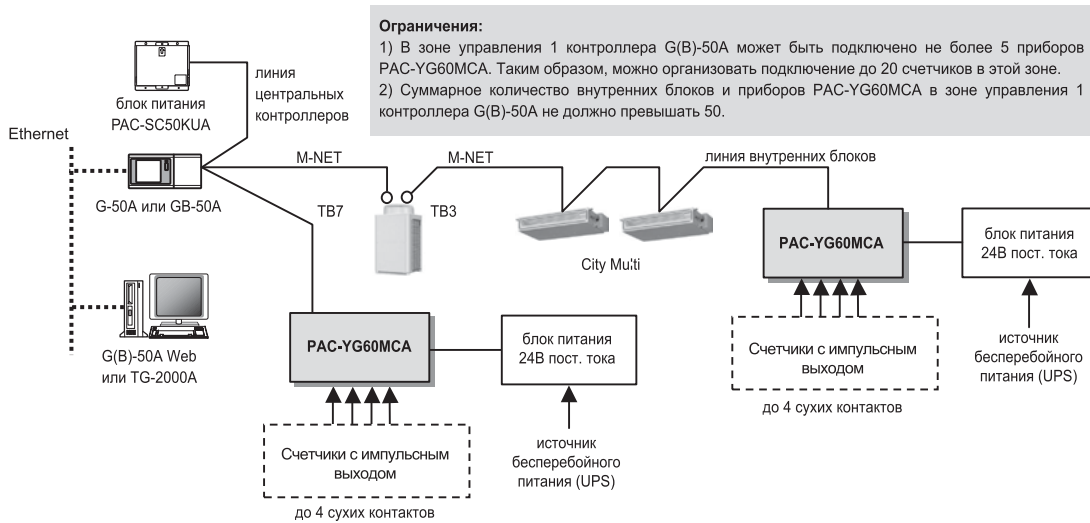 Ограничения:
1) В зоне управления 1 контроллера G(B)-50A может быть подключено не более 5 приборов
PAC-YG60MCA. Таким образом, можно организовать подключение до 20 счетчиков в этой зоне.
2) Суммарное количество внутренних блоков и приборов PAC-YG60MCA в зоне управления 1
контроллера G(B)-50A не должно превышать 50.
блок питания
PAC-SC50KUA
линия
центральных
контроллеров
Ethernet
G-50A или GB-50A
M-NET
M-NET
линия внутренних блоков
TB7
TB3
City Multi
PAC-YG60MCA
блок питания
24В пост. тока
G(B)-50A Web
или TG-2000A
PAC-YG60MCA
блок питания
24В пост. тока
Счетчики с импульсным
выходом
до 4 сухих контактов
источник
бесперебойного
питания (UPS)
Счетчики с импульсным
выходом
до 4 сухих контактов
источник
бесперебойного
питания (UPS)